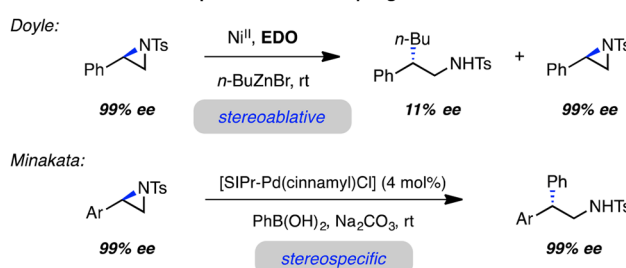 Doyle:
NTs
Ph
99% ee
Niᴵᴵ, EDO
n-BuZnBr, rt
stereoablative
n-Bu
Ph
NHTs
11% ee
+
NTs
Ph
99% ee
Minakata:
NTs
Ar
99% ee
[SIPr-Pd(cinnamyl)Cl] (4 mol%)
PhB(OH)₂, Na₂CO₃, rt
stereospecific
Ph
Ar
NHTs
99% ee